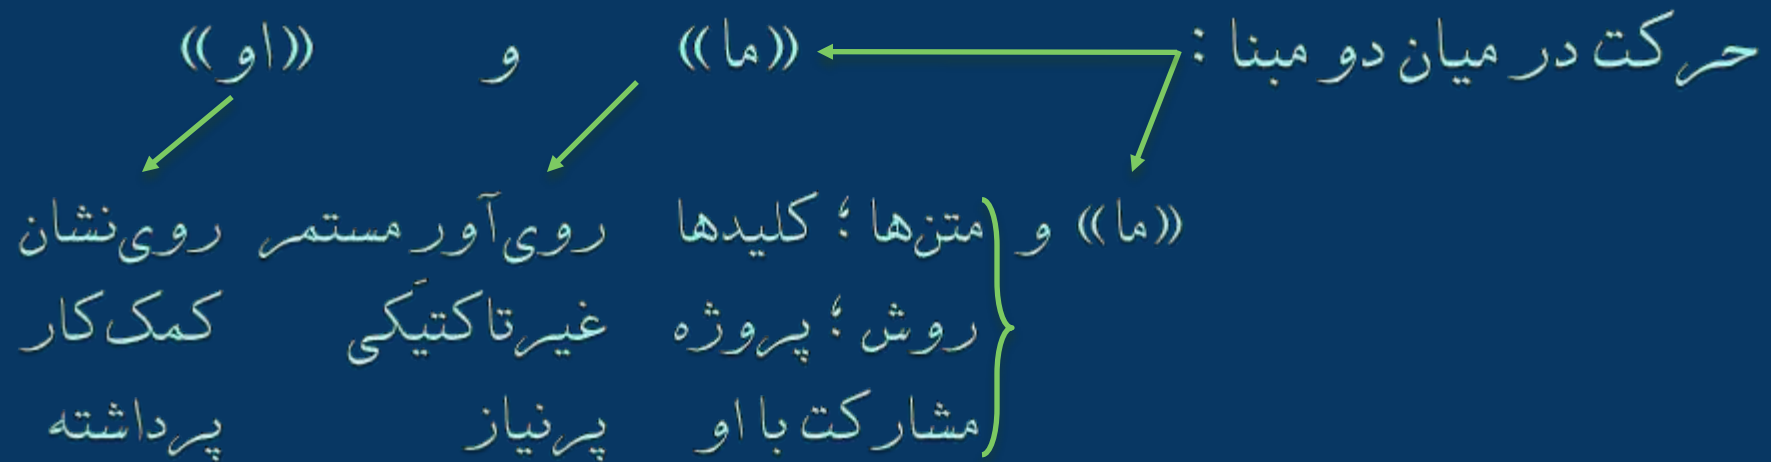 حرکت در میان دو مبنا : ((ما)) و ((او))
((ما)) و متن‌ها ؛ کلیدها روی‌آور مستمر روی‌نشان
روش ؛ پروژه غیرتاکتیکی کمک‌کار
مشارکت با او پرنیاز پرداشته